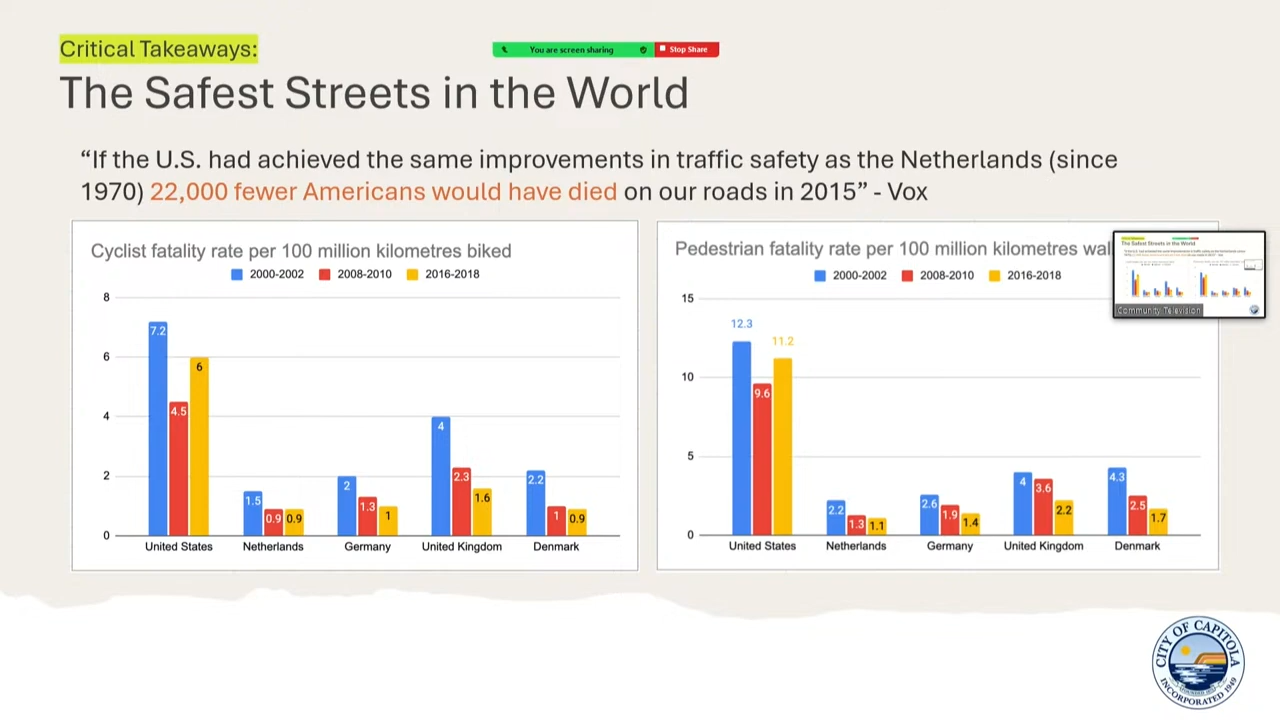 Critical Takeaways:
You are screen sharing
Stop Share
The Safest Streets in the World
“If the U.S. had achieved the same improvements in traffic safety as the Netherlands (since
1970) 22,000 fewer Americans would have died on our roads in 2015” - Vox
Cyclist fatality rate per 100 million kilometres biked
2000-2002 2008-2010 2016-2018
8
6
4
2
0
7.2 4.5 6
1.5 0.9 0.9
2 1.3 1
4 2.3 1.6
2.2 1 0.9
United States Netherlands Germany United Kingdom Denmark
Pedestrian fatality rate per 100 million kilometres wal
2000-2002 2008-2010 2016-2018
15
10
5
0
12.3 9.6 11.2
2.2 1.3 1.1
2.6 1.9 1.4
4 3.6 2.2
4.3 2.5 1.7
United States Netherlands Germany United Kingdom Denmark
The Safest Streets in the World
Community Television
CITY OF CAPITOLA
INCORPORATED 1949